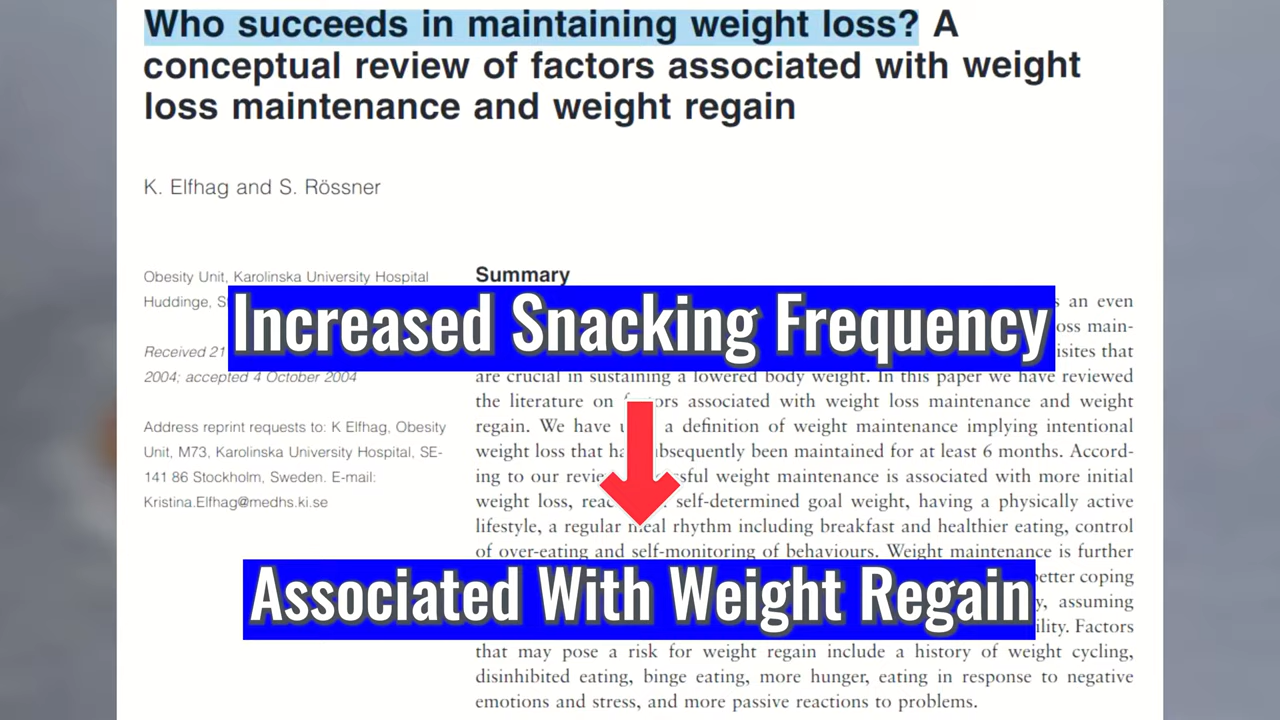 Who succeeds in maintaining weight loss? A
conceptual review of factors associated with weight
loss maintenance and weight regain
K. Elfhag and S. Rössner
Obesity Unit, Karolinska University Hospital
Huddinge, S
Received 21
2004; accepted 4 October 2004
Address reprint requests to: K Elfhag, Obesity
Unit, M73, Karolinska University Hospital, SE-
141 86 Stockholm, Sweden. E-mail:
Kristina.Elfhag@medhs.ki.se
Summary
an even
main-
that
are crucial in sustaining a lowered body weight. In this paper we have reviewed
the literature on associated with weight loss maintenance and weight
regain. We have a definition of weight maintenance implying intentional
weight loss that subsequently been maintained for at least 6 months. Accord-
ing to our weight maintenance is associated with more initial
weight loss, self-determined goal weight, having a physically active
lifestyle, a regular meal rhythm including breakfast and healthier eating, control
of over-eating and self-monitoring of behaviours. Weight maintenance is further
coping
assuming
Factors
that may pose a risk for weight regain include a history of weight cycling,
disinhibited eating, binge eating, more hunger, eating in response to negative
emotions and stress, and more passive reactions to problems.
Increased Snacking Frequency
Associated With Weight Regain